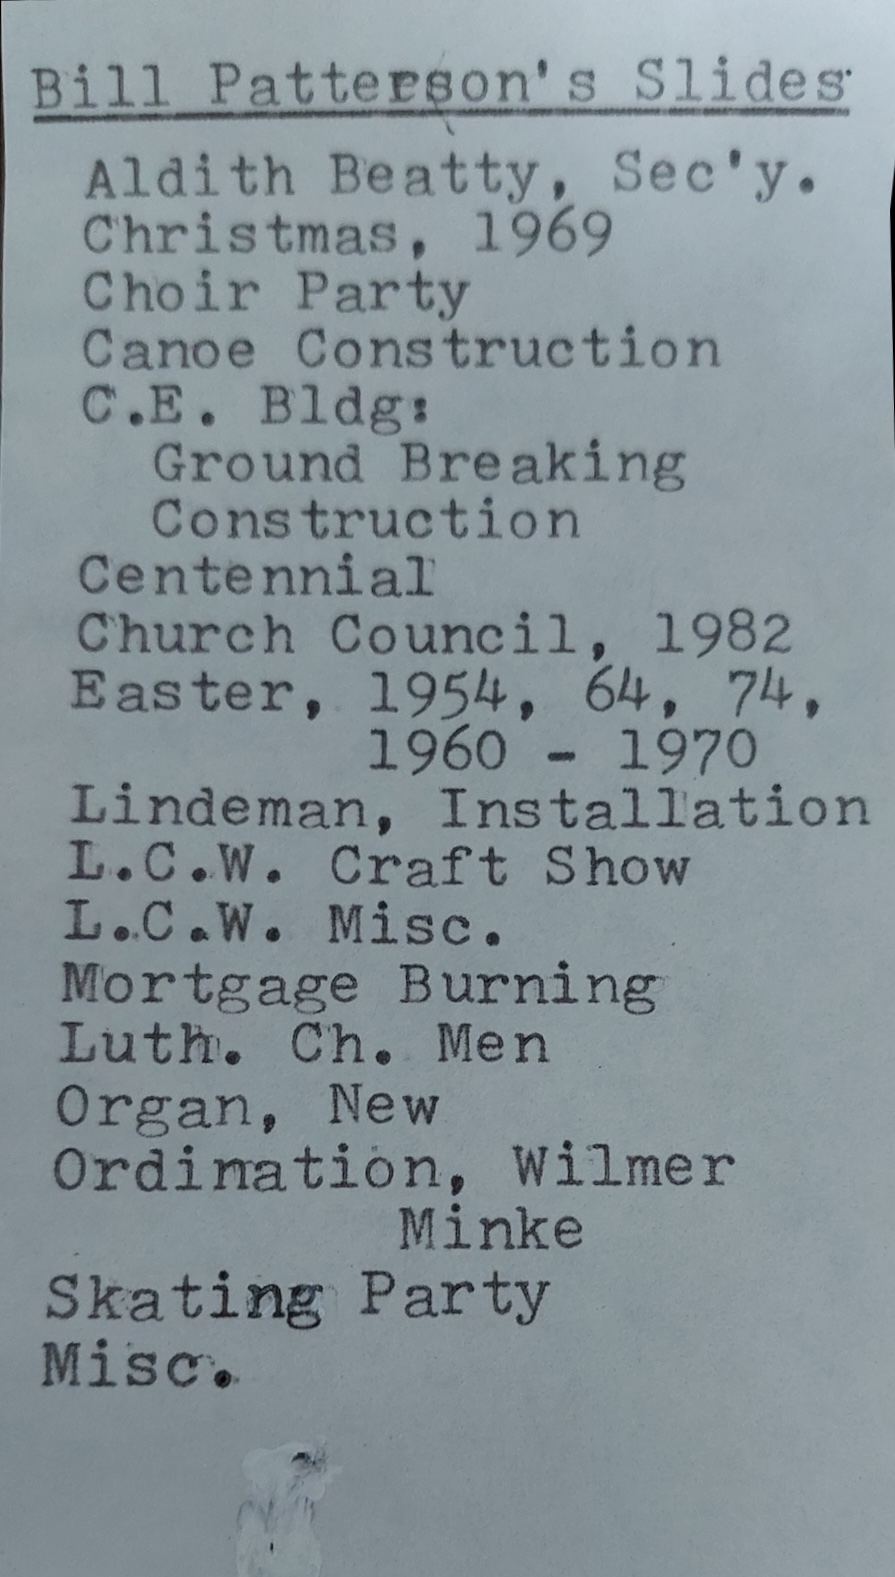 Bill Patterson's Slides
Aldith Beatty, Sec'y.
Christmas, 1969
Choir Party
Canoe Construction
C.E. Bldg:
Ground Breaking
Construction
Centennial
Church Council, 1982
Easter, 1954, 64, 74,
1960 - 1970
Lindeman, Installation
L.C.W. Craft Show
L.C.W. Misc.
Mortgage Burning
Luth. Ch. Men
Organ, New
Ordination, Wilmer
Minke
Skating Party
Misc.